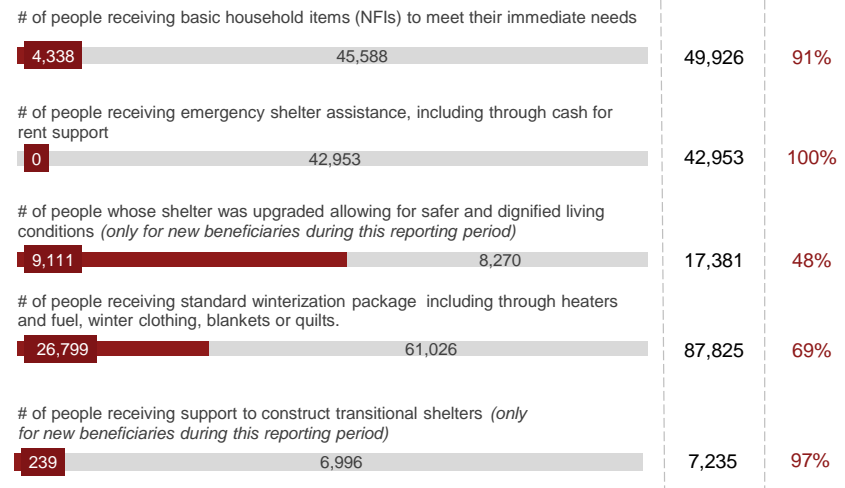 # of people receiving basic household items (NFIs) to meet their immediate needs
4,338 45,588 49,926 91%
# of people receiving emergency shelter assistance, including through cash for
rent support
0 42,953 42,953 100%
# of people whose shelter was upgraded allowing for safer and dignified living
conditions (only for new beneficiaries during this reporting period)
9,111 8,270 17,381 48%
# of people receiving standard winterization package including through heaters
and fuel, winter clothing, blankets or quilts.
26,799 61,026 87,825 69%
# of people receiving support to construct transitional shelters (only
for new beneficiaries during this reporting period)
239 6,996 7,235 97%